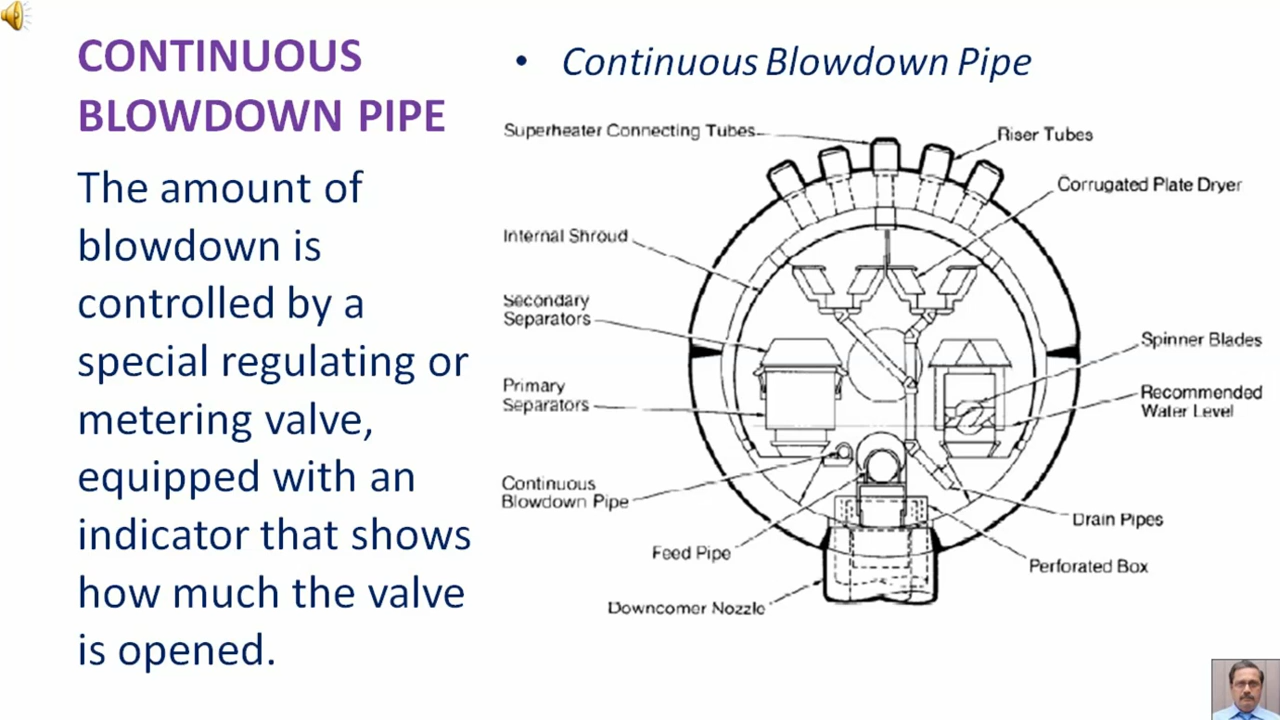 CONTINUOUS
BLOWDOWN PIPE
The amount of
blowdown is
controlled by a
special regulating or
metering valve,
equipped with an
indicator that shows
how much the valve
is opened.
• Continuous Blowdown Pipe
Superheater Connecting Tubes
Riser Tubes
Corrugated Plate Dryer
Internal Shroud
Secondary
Separators
Spinner Blades
Primary
Separators
Recommended
Water Level
Continuous
Blowdown Pipe
Drain Pipes
Feed Pipe
Perforated Box
Downcomer Nozzle